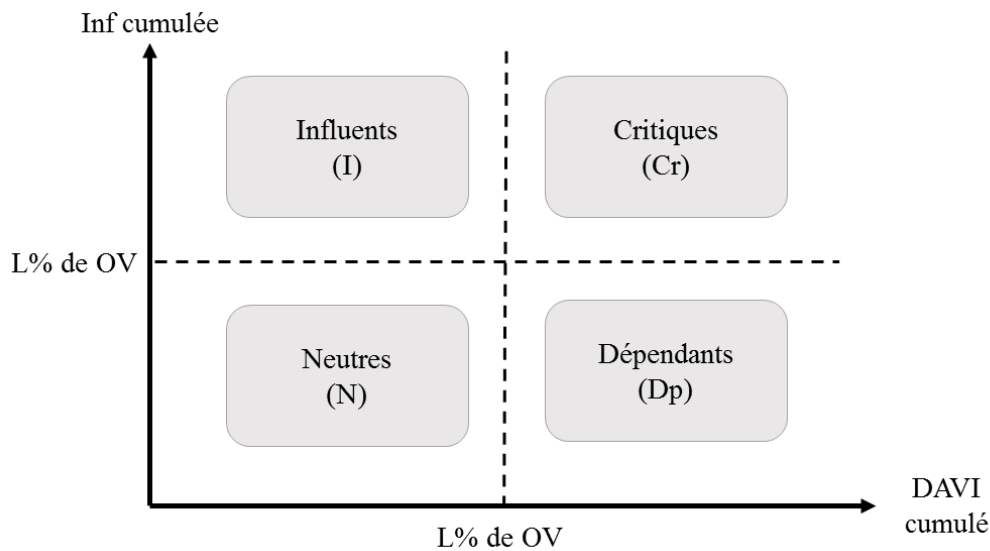 Inf cumulée
Influents
(I)
Critiques
(Cr)
L% de OV
Neutres
(N)
Dépendants
(Dp)
DAVI
cumulé
L% de OV